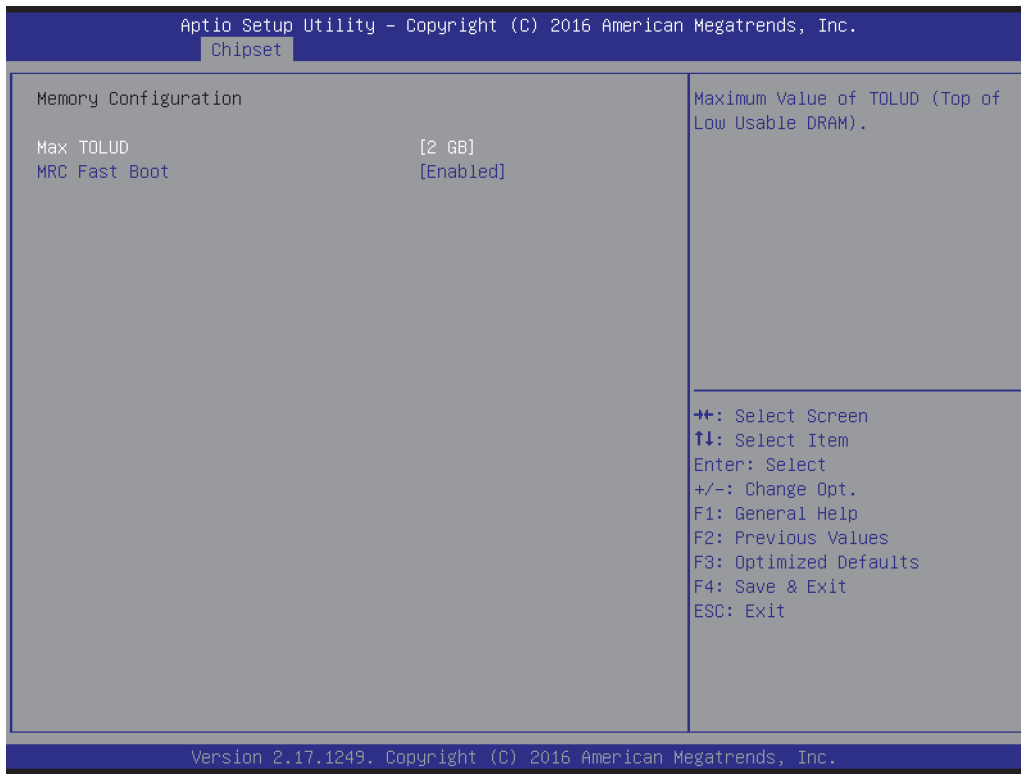 Aptio Setup Utility – Copyright (C) 2016 American Megatrends, Inc.
Chipset
Memory Configuration
Max TOLUD [2 GB]
MRC Fast Boot [Enabled]
Maximum Value of TOLUD (Top of
Low Usable DRAM).
→←: Select Screen
↑↓: Select Item
Enter: Select
+/-: Change Opt.
F1: General Help
F2: Previous Values
F3: Optimized Defaults
F4: Save & Exit
ESC: Exit
Version 2.17.1249. Copyright (C) 2016 American Megatrends, Inc.